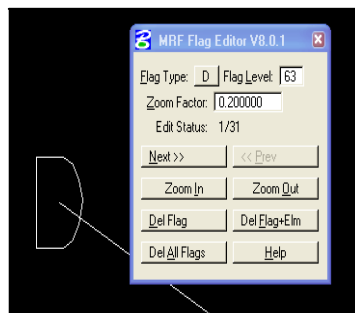 MRF Flag Editor V8.0.1
Flag Type: D Flag Level: 63
Zoom Factor: 0.200000
Edit Status: 1/31
Next >> << Prev
Zoom In Zoom Out
Del Flag Del Flag+Elm
Del All Flags Help